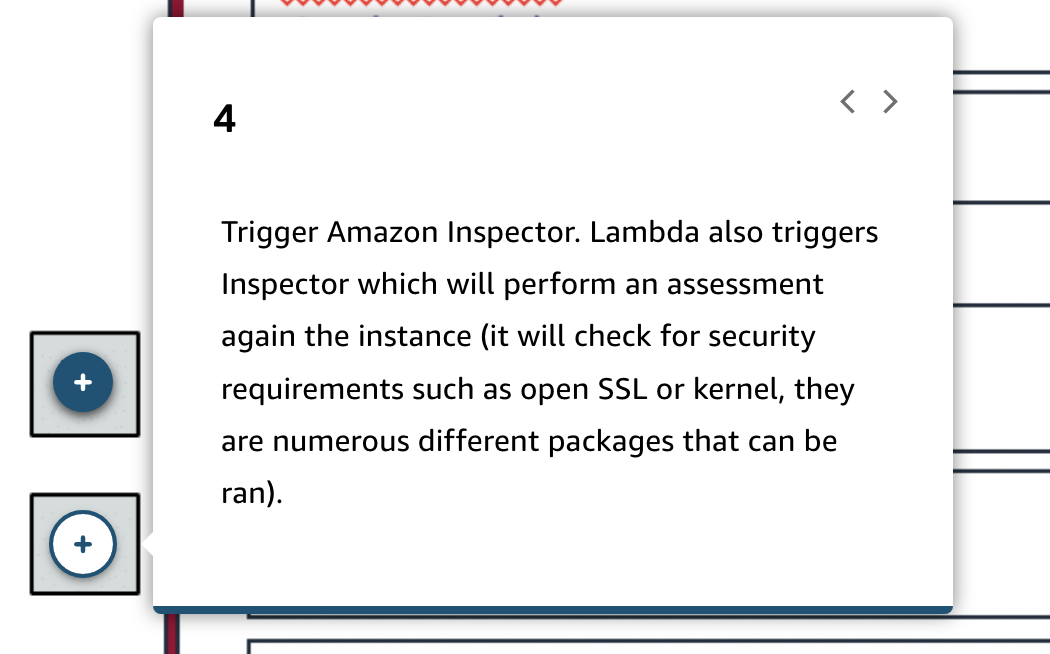 4
Trigger Amazon Inspector. Lambda also triggers
Inspector which will perform an assessment
again the instance (it will check for security
requirements such as open SSL or kernel, they
are numerous different packages that can be
ran).